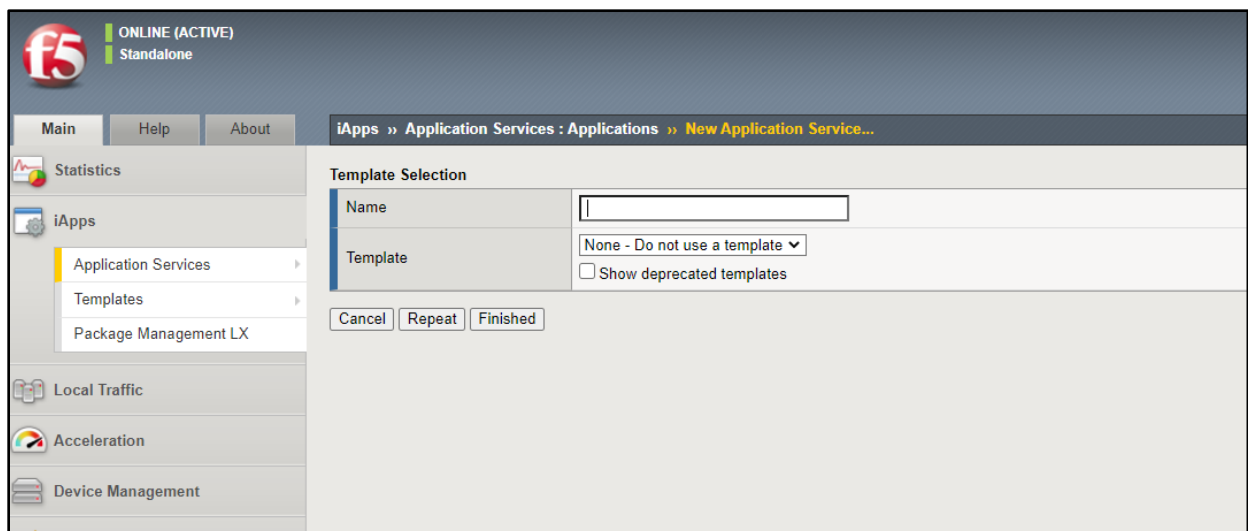 f5
ONLINE (ACTIVE)
Standalone
Main Help About
iApps ›› Application Services : Applications ›› New Application Service...
Statistics
iApps
Application Services
Templates
Package Management LX
Local Traffic
Acceleration
Device Management
Template Selection
Name
Template
None - Do not use a template
Show deprecated templates
Cancel Repeat Finished